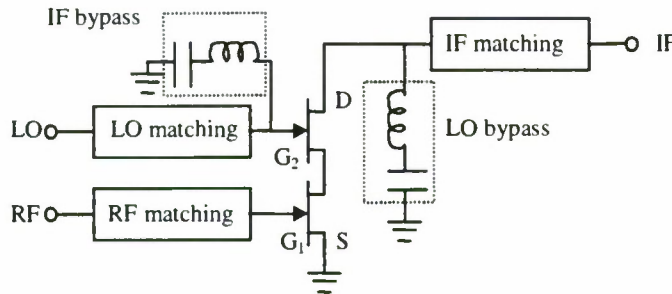 IF bypass
IF matching
IF
D
LO
LO matching
LO bypass
G2
RF
RF matching
G1
S